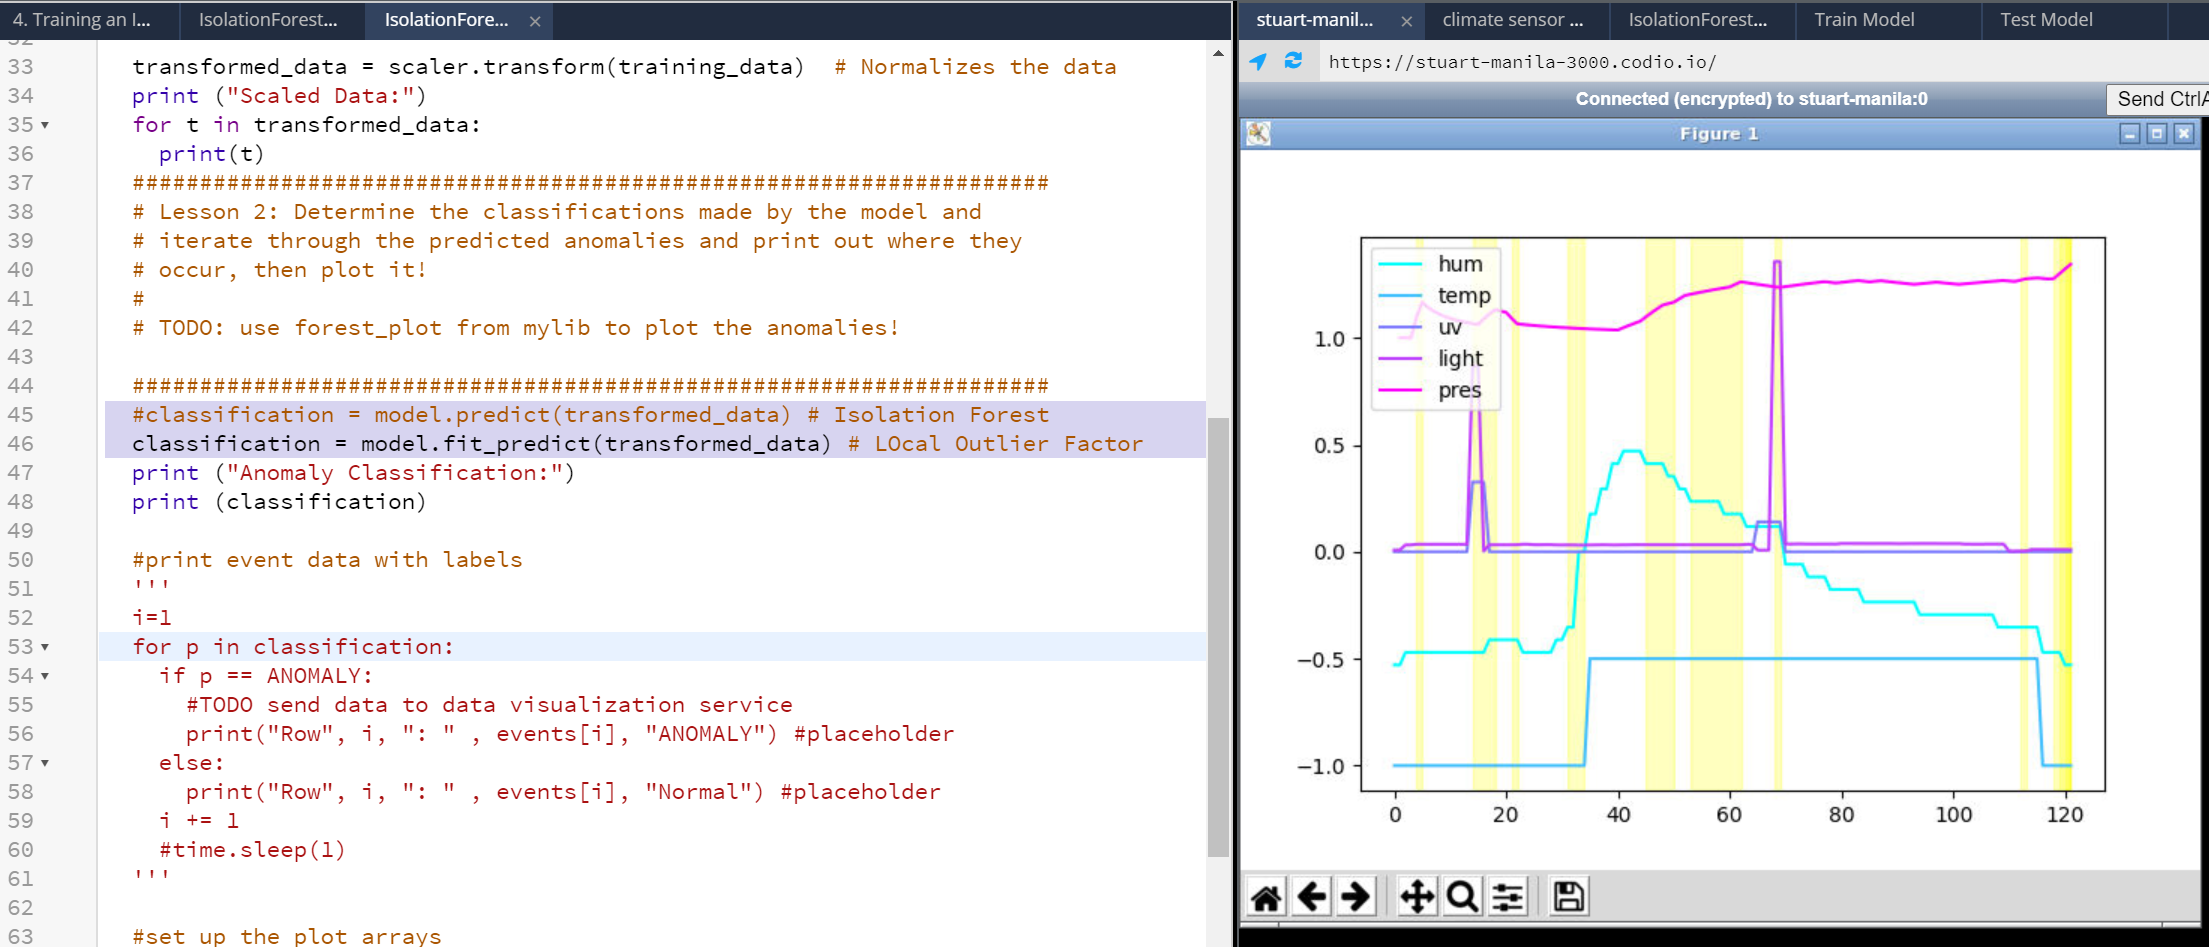 4. Training an I...
IsolationForest...
IsolationFore... ×
33 transformed_data = scaler.transform(training_data)  # Normalizes the data
34 print ("Scaled Data:")
35 for t in transformed_data:
36   print(t)
37 ####################################################################
38 # Lesson 2: Determine the classifications made by the model and
39 # iterate through the predicted anomalies and print out where they
40 # occur, then plot it!
41 #
42 # TODO: use forest_plot from mylib to plot the anomalies!
43
44 ####################################################################
45 #classification = model.predict(transformed_data) # Isolation Forest
46 classification = model.fit_predict(transformed_data) # LOcal Outlier Factor
47 print ("Anomaly Classification:")
48 print (classification)
49
50 #print event data with labels
51 '''
52 i=1
53 for p in classification:
54   if p == ANOMALY:
55     #TODO send data to data visualization service
56     print("Row", i, ": " , events[i], "ANOMALY") #placeholder
57   else:
58     print("Row", i, ": " , events[i], "Normal") #placeholder
59   i += 1
60   #time.sleep(1)
61 '''
62
63 #set up the plot arrays
stuart-manil... ×
climate sensor ...
IsolationForest...
Train Model
Test Model
https://stuart-manila-3000.codio.io/
Connected (encrypted) to stuart-manila:0
Send CtrlA
Figure 1
hum
temp
uv
light
pres
1.0
0.5
0.0
−0.5
−1.0
0 20 40 60 80 100 120